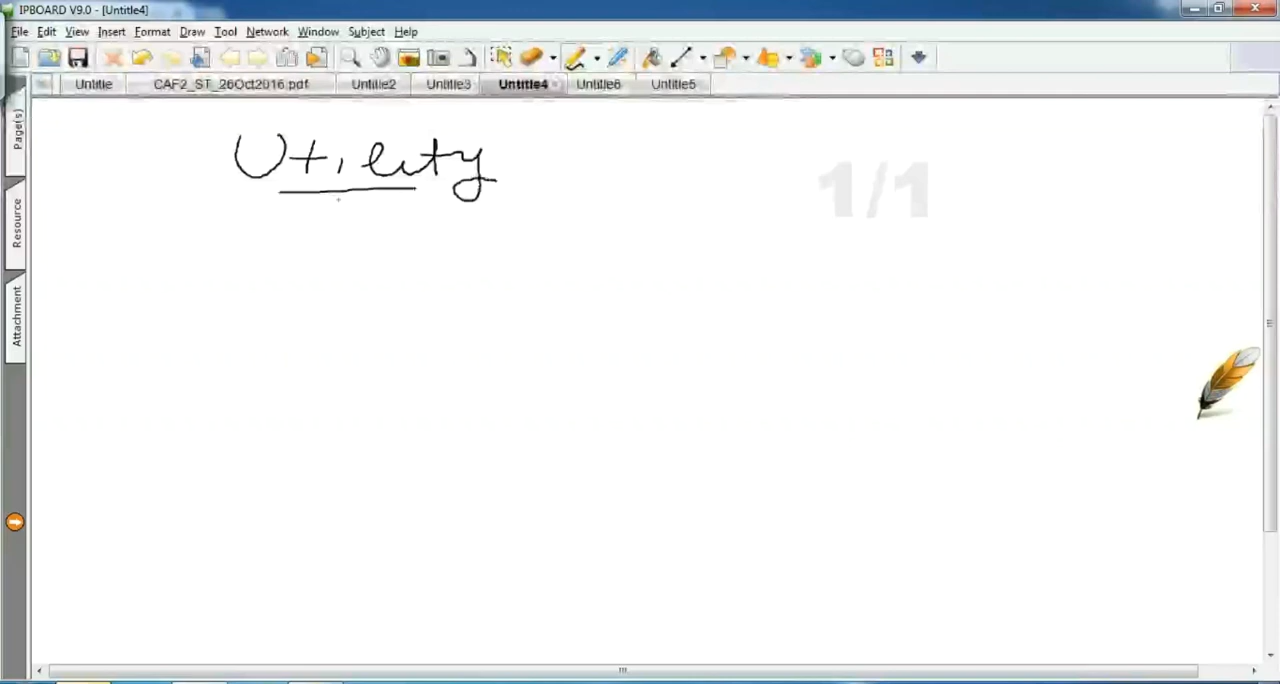 IPBOARD V9.0 - [Untitle4]
File Edit View Insert Format Draw Tool Network Window Subject Help
Untitle CAF2_ST_26Oct2016.pdf Untitle2 Untitle3 Untitle4 Untitle6 Untitle5
Utility
1/1
Page(s)
Resource
Attachment